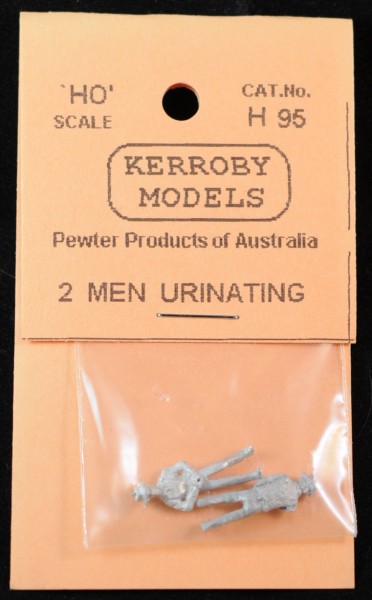 'HO'
SCALE
CAT.No.
H 95
KERROBY
MODELS
Pewter Products of Australia
2 MEN URINATING